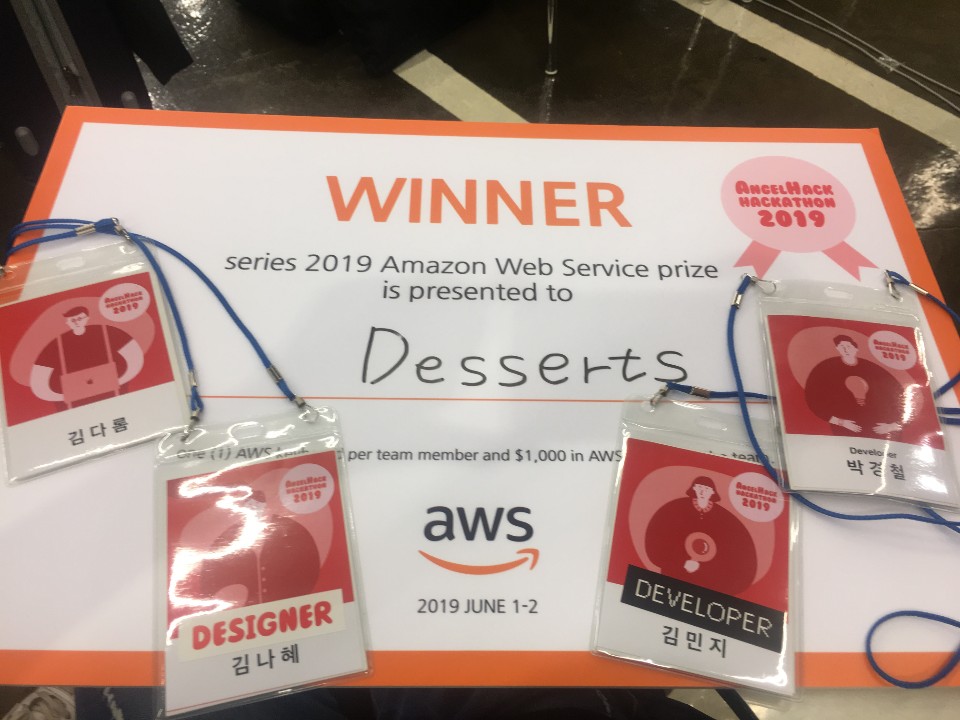 WINNER
ANGELHACK
HACKATHON
2019
series 2019 Amazon Web Service prize
is presented to
Desserts
one (1) AWS per team member and $1,000 in AWS team.
aws
2019 JUNE 1-2
ANGELHACK
HACKATHON
2019
김다롬
ANGELHACK
HACKATHON
2019
DESIGNER
김나혜
ANGELHACK
HACKATHON
2019
DEVELOPER
김민지
ANGELHACK
HACKATHON
2019
Developer
박경철